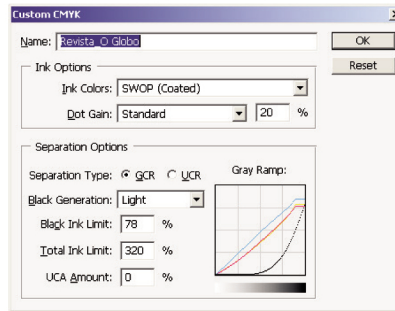 Custom CMYK
Name: Revista_O Globo
OK
Reset
Ink Options
Ink Colors: SWOP (Coated)
Dot Gain: Standard 20 %
Separation Options
Separation Type: GCR UCR
Gray Ramp:
Black Generation: Light
Black Ink Limit: 78 %
Total Ink Limit: 320 %
UCA Amount: 0 %